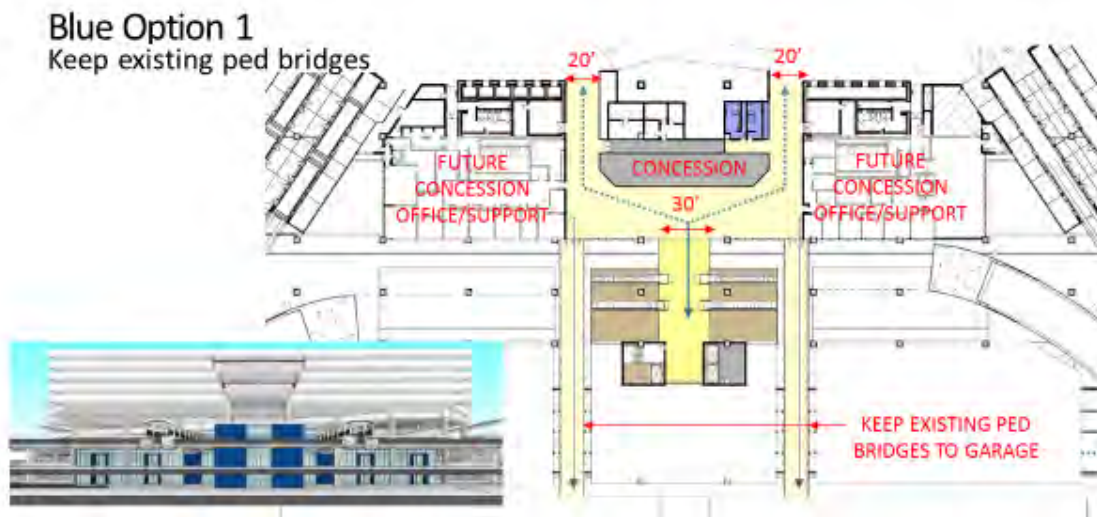 Blue Option 1
Keep existing ped bridges
20'
20'
FUTURE
CONCESSION
OFFICE/SUPPORT
CONCESSION
FUTURE
CONCESSION
OFFICE/SUPPORT
30'
KEEP EXISTING PED
BRIDGES TO GARAGE